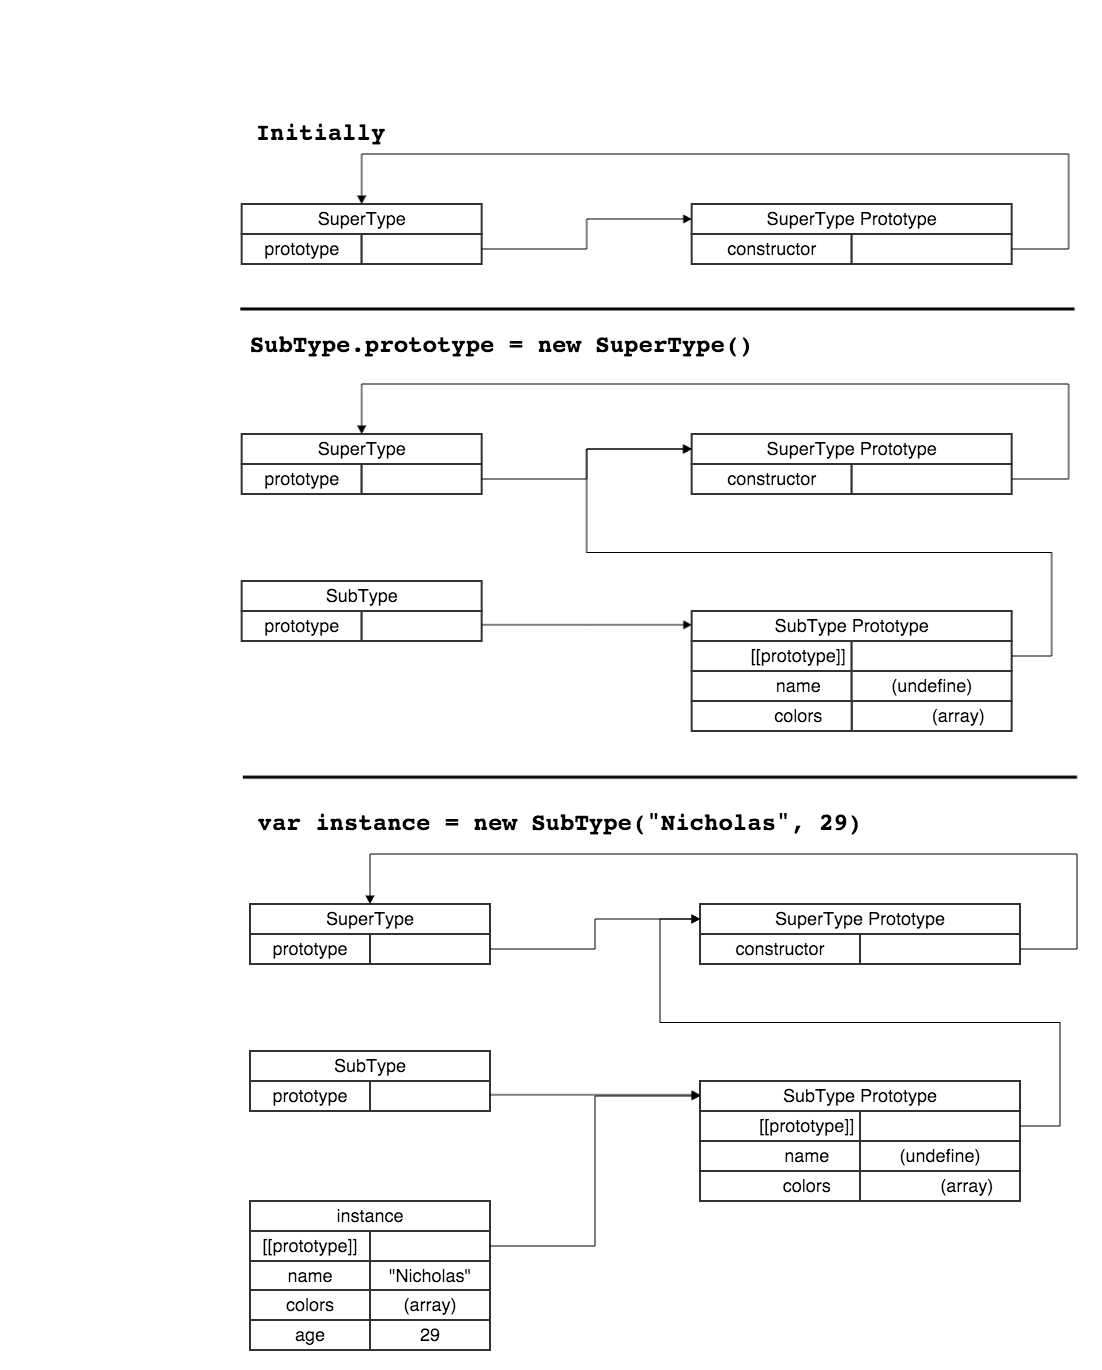 Initially
SuperType
SuperType Prototype
prototype
constructor
SubType.prototype = new SuperType()
SuperType
SuperType Prototype
prototype
constructor
SubType
prototype
SubType Prototype
[[prototype]]
name (undefine)
colors (array)
var instance = new SubType("Nicholas", 29)
SuperType
SuperType Prototype
prototype
constructor
SubType
prototype
SubType Prototype
[[prototype]]
name (undefine)
colors (array)
instance
[[prototype]]
name "Nicholas"
colors (array)
age 29